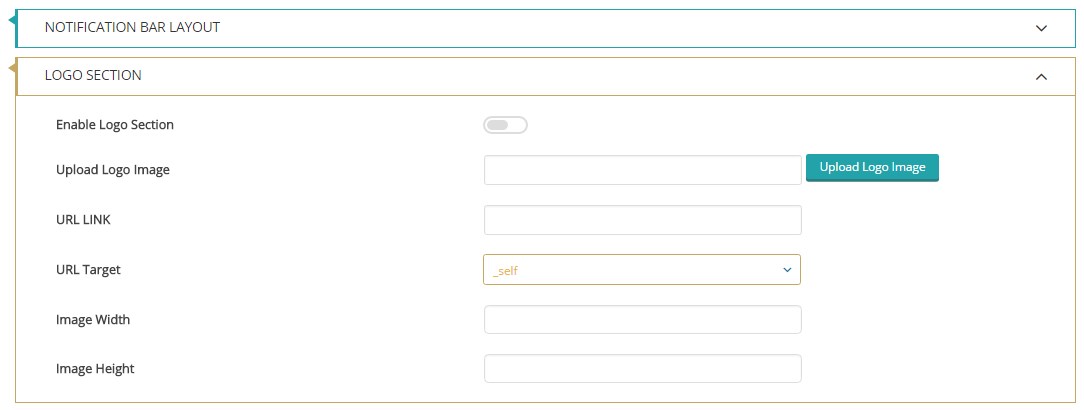 NOTIFICATION BAR LAYOUT
LOGO SECTION
Enable Logo Section
Upload Logo Image
Upload Logo Image
URL LINK
URL Target
_self
Image Width
Image Height